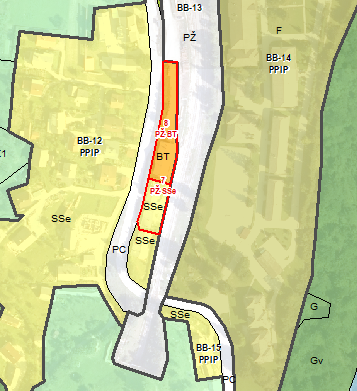 BB-13
PŽ
F
BB-14
PPIP
8
PŽ BT
BB-12
PPIP
BT
7
PŽ SSe
SSe
SSe
SSe
PC
G
SSe
BB-15
PPIP
Gv
PC